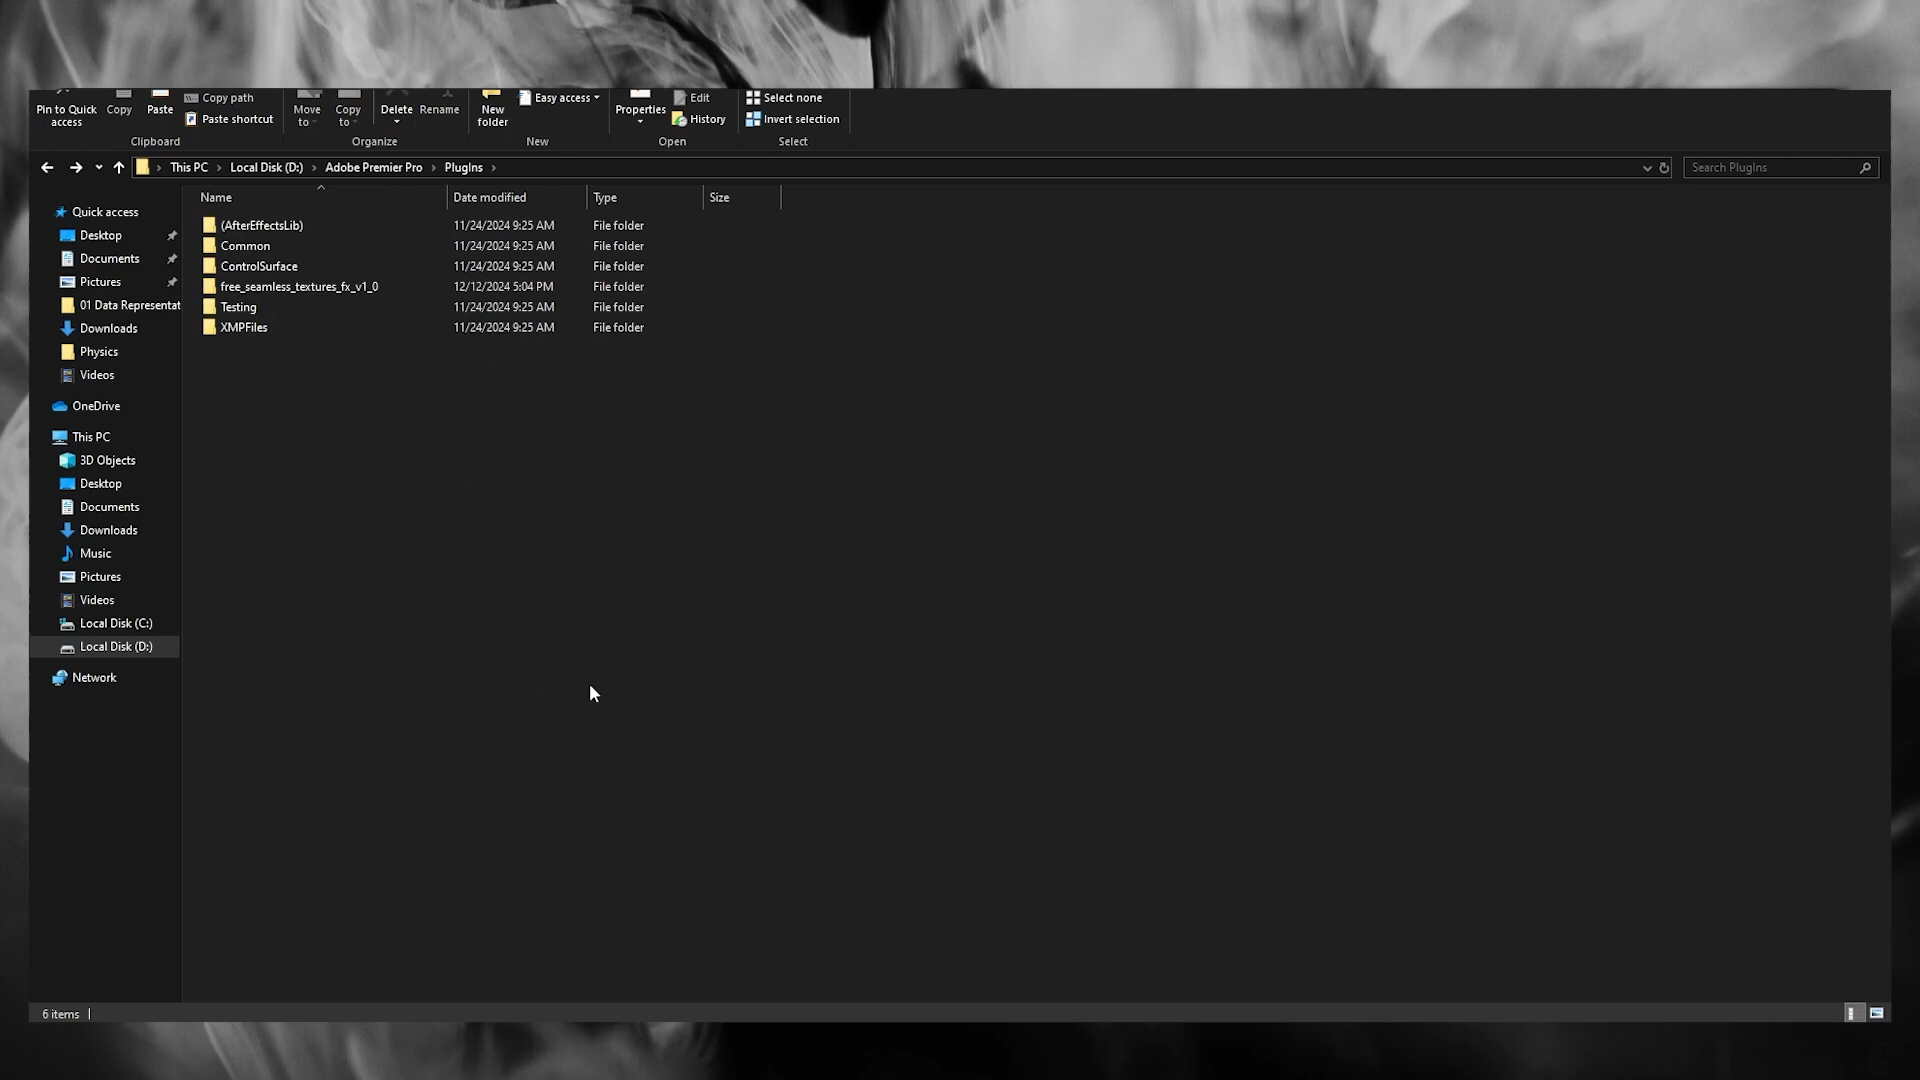 Pin to Quick access
Copy
Paste
Copy path
Paste shortcut
Clipboard
Move to
Copy to
Delete
Rename
Organize
New folder
Easy access
New
Properties
Edit
History
Open
Select none
Invert selection
Select
This PC > Local Disk (D:) > Adobe Premier Pro > PlugIns >
Search PlugIns
Name Date modified Type Size
(AfterEffectsLib) 11/24/2024 9:25 AM File folder
Common 11/24/2024 9:25 AM File folder
ControlSurface 11/24/2024 9:25 AM File folder
free_seamless_textures_fx_v1_0 12/12/2024 5:04 PM File folder
Testing 11/24/2024 9:25 AM File folder
XMPFiles 11/24/2024 9:25 AM File folder
Quick access
Desktop
Documents
Pictures
01 Data Representat
Downloads
Physics
Videos
OneDrive
This PC
3D Objects
Desktop
Documents
Downloads
Music
Pictures
Videos
Local Disk (C:)
Local Disk (D:)
Network
6 items